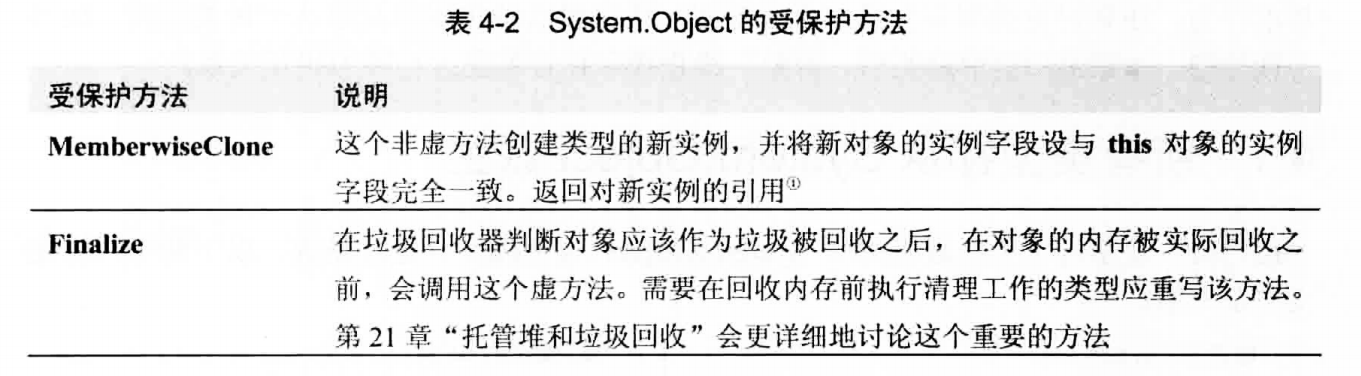 表 4-2 System.Object 的受保护方法
受保护方法 说明
MemberwiseClone 这个非虚方法创建类型的新实例，并将新对象的实例字段设与 this 对象的实例
字段完全一致。返回对新实例的引用①
Finalize 在垃圾回收器判断对象应该作为垃圾被回收之后，在对象的内存被实际回收之
前，会调用这个虚方法。需要在回收内存前执行清理工作的类型应重写该方法。
第 21 章“托管堆和垃圾回收”会更详细地讨论这个重要的方法